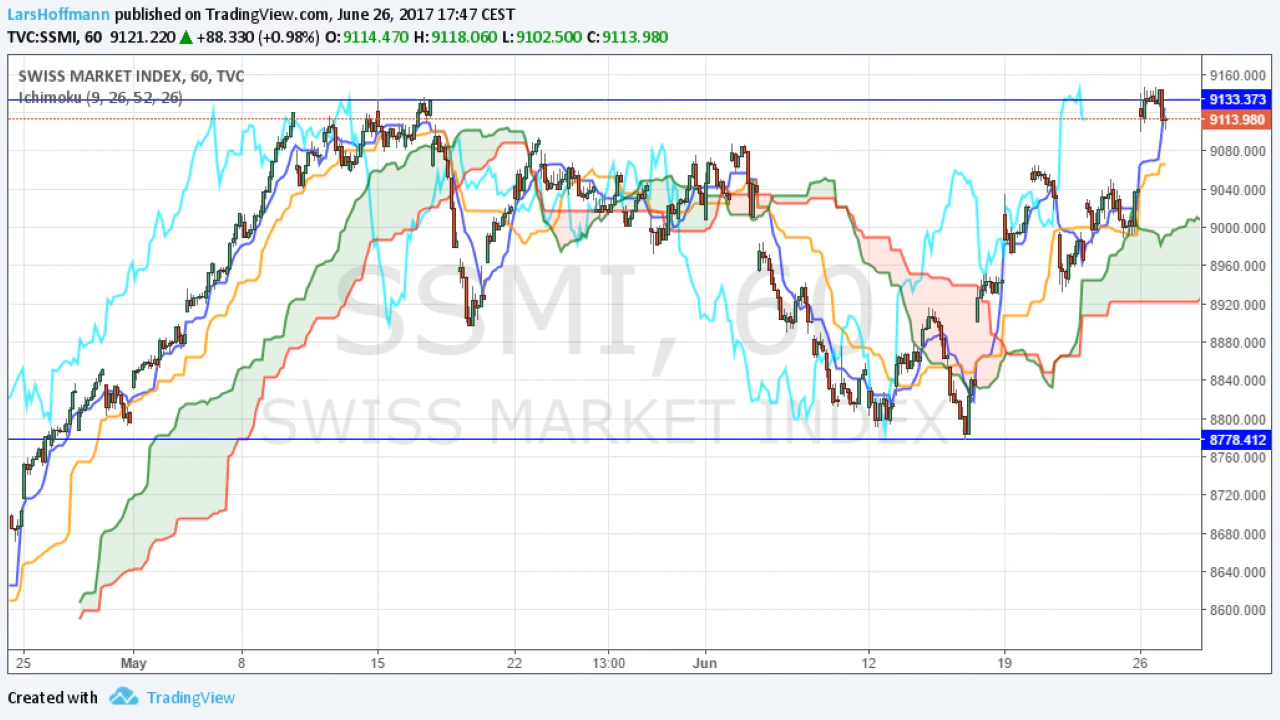 LarsHoffmann published on TradingView.com, June 26, 2017 17:47 CEST
TVC:SSMI, 60 9121.220 ▲ +88.330 (+0.98%) O:9114.470 H:9118.060 L:9102.500 C:9113.980
SWISS MARKET INDEX, 60, TVC
Ichimoku (9, 26, 52, 26)
SSMI, 60
SWISS MARKET INDEX
9160.000
9133.373
9113.980
9080.000
9040.000
9000.000
8960.000
8920.000
8880.000
8840.000
8800.000
8778.412
8760.000
8720.000
8680.000
8640.000
8600.000
25 May 8 15 22 13:00 Jun 12 19 26
Created with TradingView